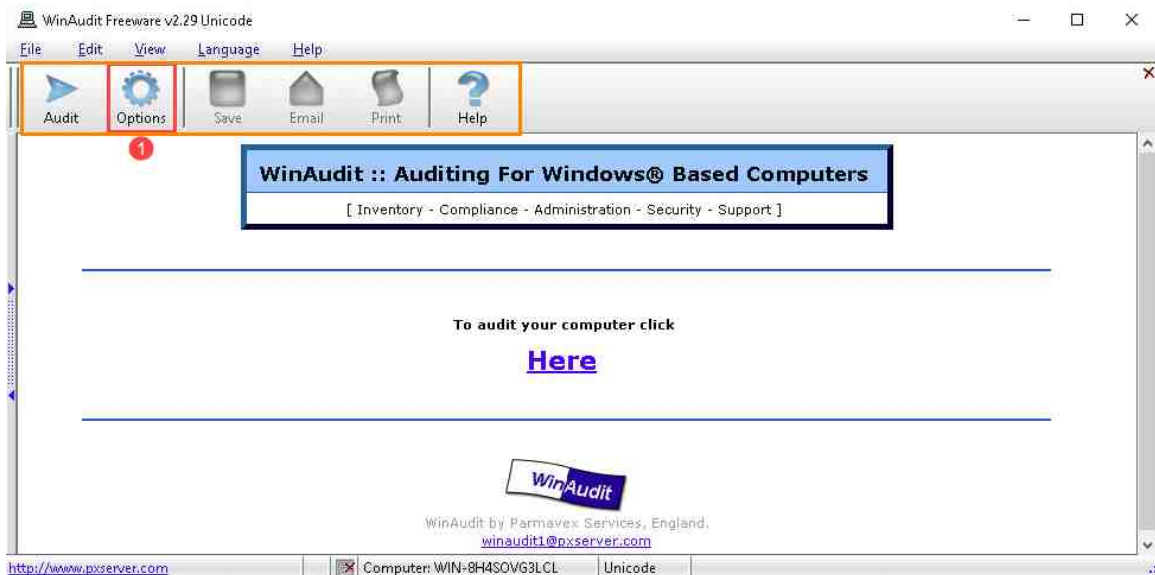 WinAudit Freeware v2.29 Unicode
File Edit View Language Help
Audit Options Save Email Print Help
1
WinAudit :: Auditing For Windows® Based Computers
[ Inventory - Compliance - Administration - Security - Support ]
To audit your computer click
Here
WinAudit
WinAudit by Parmavex Services, England.
winaudit1@pxserver.com
http://www.pxserver.com Computer: WIN-8H4SOVG3LCL Unicode